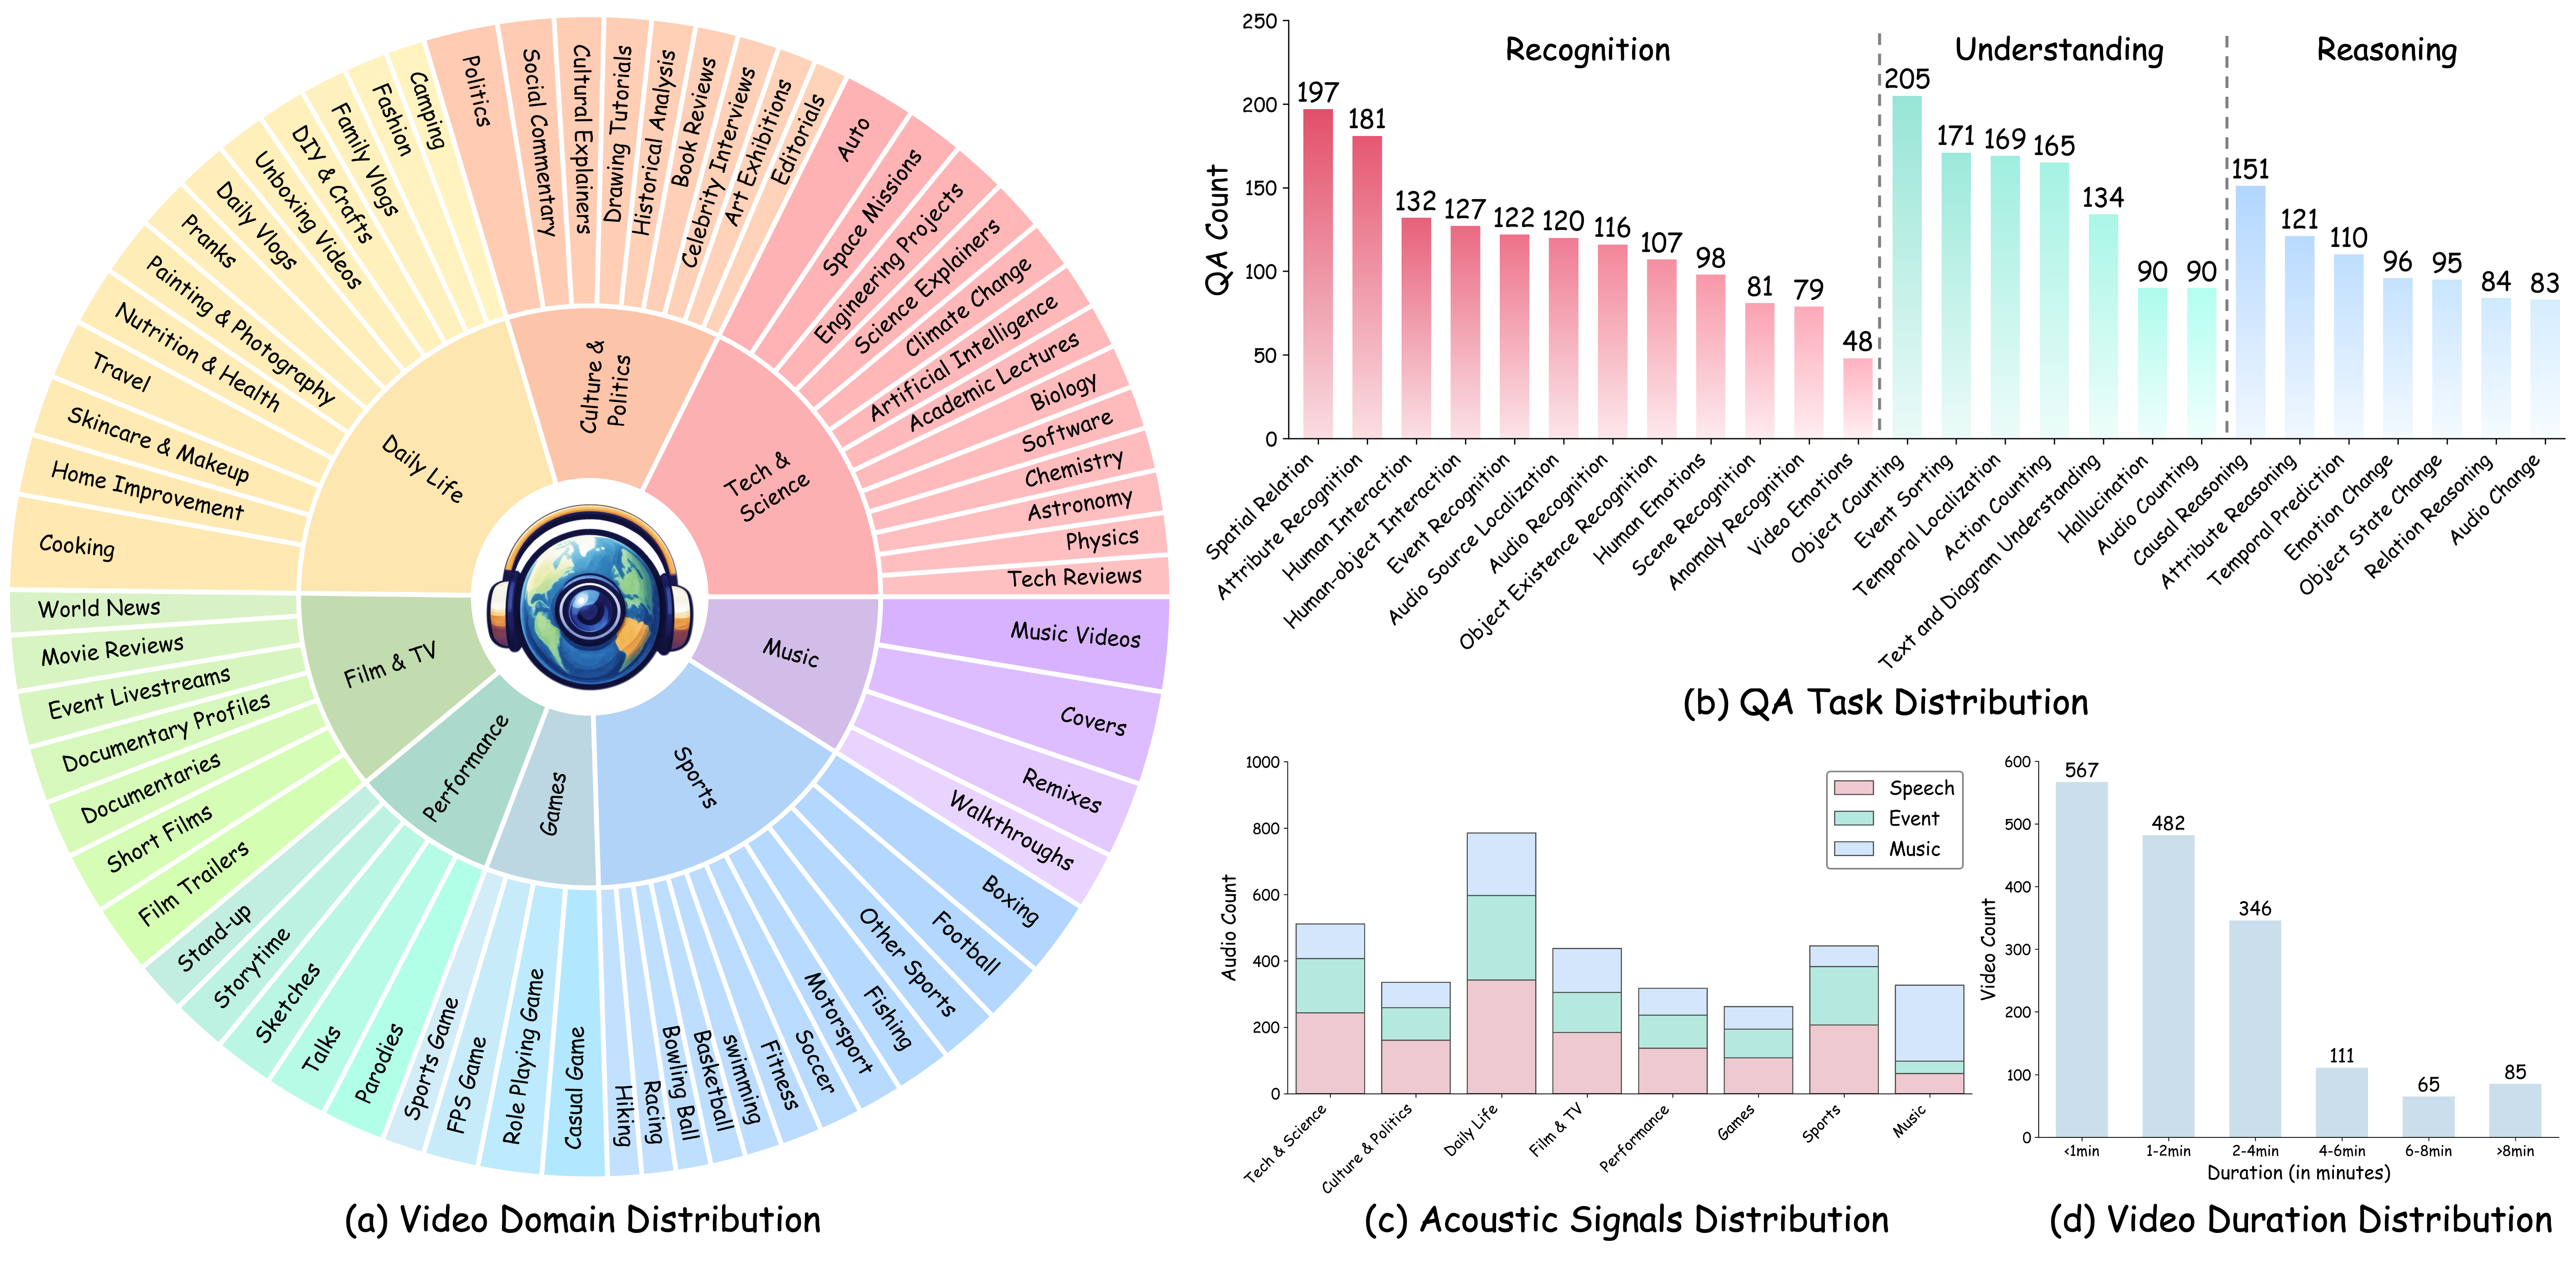 Politics
Social Commentary
Cultural Explainers
Drawing Tutorials
Historical Analysis
Book Reviews
Celebrity Interviews
Art Exhibitions
Editorials
Auto
Space Missions
Engineering Projects
Science Explainers
Climate Change
Artificial Intelligence
Academic Lectures
Biology
Software
Chemistry
Astronomy
Physics
Tech Reviews
Music Videos
Covers
Remixes
Walkthroughs
Boxing
Football
Other Sports
Fishing
Motorsport
Soccer
Fitness
swimming
Basketball
Bowling Ball
Racing
Hiking
Casual Game
Role Playing Game
FPS Game
Sports Game
Parodies
Talks
Sketches
Storytime
Stand-up
Film Trailers
Short Films
Documentaries
Documentary Profiles
Event Livestreams
Movie Reviews
World News
Cooking
Home Improvement
Skincare & Makeup
Travel
Nutrition & Health
Painting & Photography
Pranks
Daily Vlogs
Unboxing Videos
DIY & Crafts
Family Vlogs
Fashion
Camping
Culture &
Politics
Tech &
Science
Music
Sports
Games
Performance
Film & TV
Daily Life
(a) Video Domain Distribution
Recognition
Understanding
Reasoning
QA Count
250
200
150
100
50
0
197
181
132
127
122
120
116
107
98
81
79
48
205
171
169
165
134
90
90
151
121
110
96
95
84
83
Spatial Relation
Attribute Recognition
Human Interaction
Human-object Interaction
Event Recognition
Audio Source Localization
Audio Recognition
Object Existence Recognition
Human Emotions
Scene Recognition
Anomaly Recognition
Video Emotions
Object Counting
Event Sorting
Temporal Localization
Action Counting
Text and Diagram Understanding
Hallucination
Audio Counting
Causal Reasoning
Attribute Reasoning
Temporal Prediction
Emotion Change
Object State Change
Relation Reasoning
Audio Change
(b) QA Task Distribution
Audio Count
1000
800
600
400
200
0
Speech
Event
Music
Tech & Science
Culture & Politics
Daily Life
Film & TV
Performance
Games
Sports
Music
(c) Acoustic Signals Distribution
Video Count
600
500
400
300
200
100
0
567
482
346
111
65
85
<1min
1-2min
2-4min
4-6min
6-8min
>8min
Duration (in minutes)
(d) Video Duration Distribution